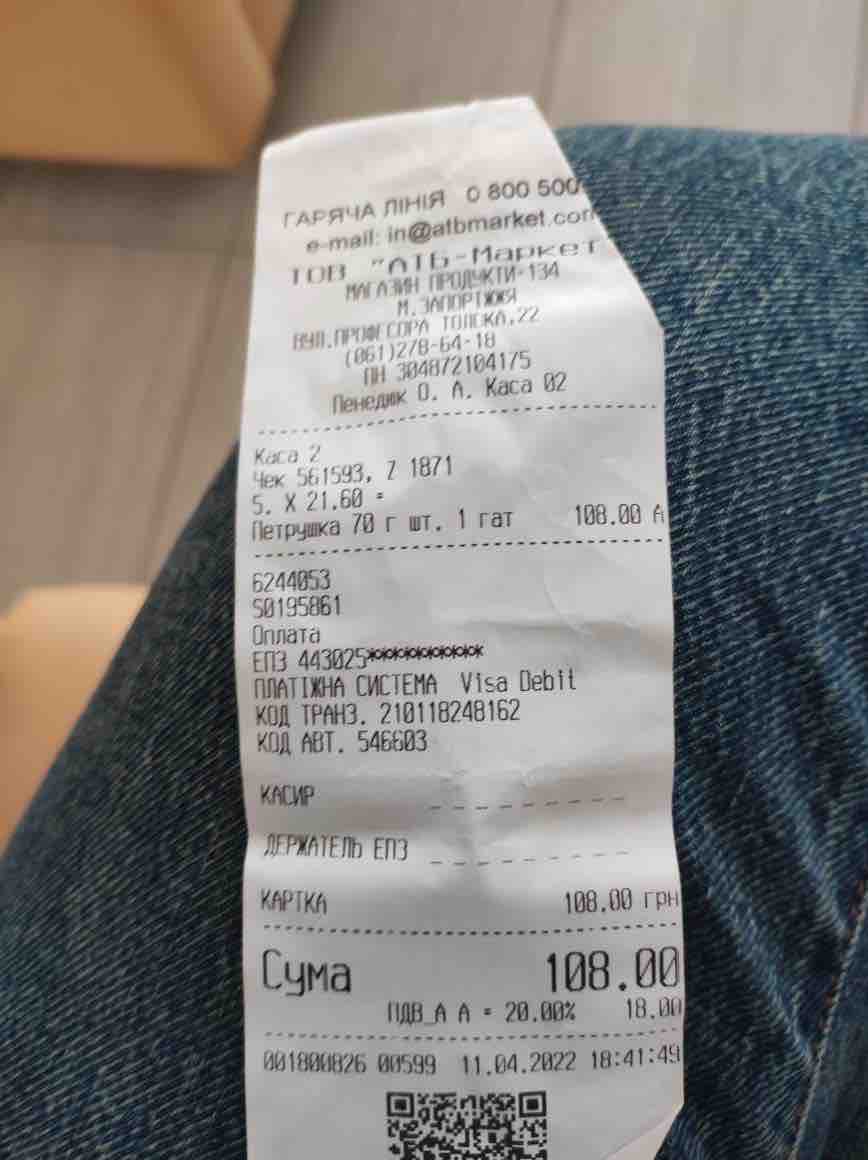 ГАРЯЧА ЛІНІЯ 0 800 500
e-mail: in@atbmarket.com
ТОВ "АТБ-Маркет"
МАГАЗИН ПРОДУКТИ-134
М.ЗАПОРІЖЖЯ
ВУЛ.ПРОФЕСОРА ТОЛОКА,22
(061)278-64-18
ПН 304872104175
Пенедюк О. А. Каса 02
Каса 2
Чек 561593, Z 1871
5. X 21.60 =
Петрушка 70 г шт. 1 гат 108.00 А
6244053
S0195861
Оплата
ЕПЗ 443025**********
ПЛАТІЖНА СИСТЕМА Visa Debit
КОД ТРАНЗ. 210118248162
КОД АВТ. 546603
КАСИР
ДЕРЖАТЕЛЬ ЕПЗ
КАРТКА 108.00 грн
Сума 108.00
ПДВ_А А = 20.00% 18.00
001800826 00599 11.04.2022 18:41:49